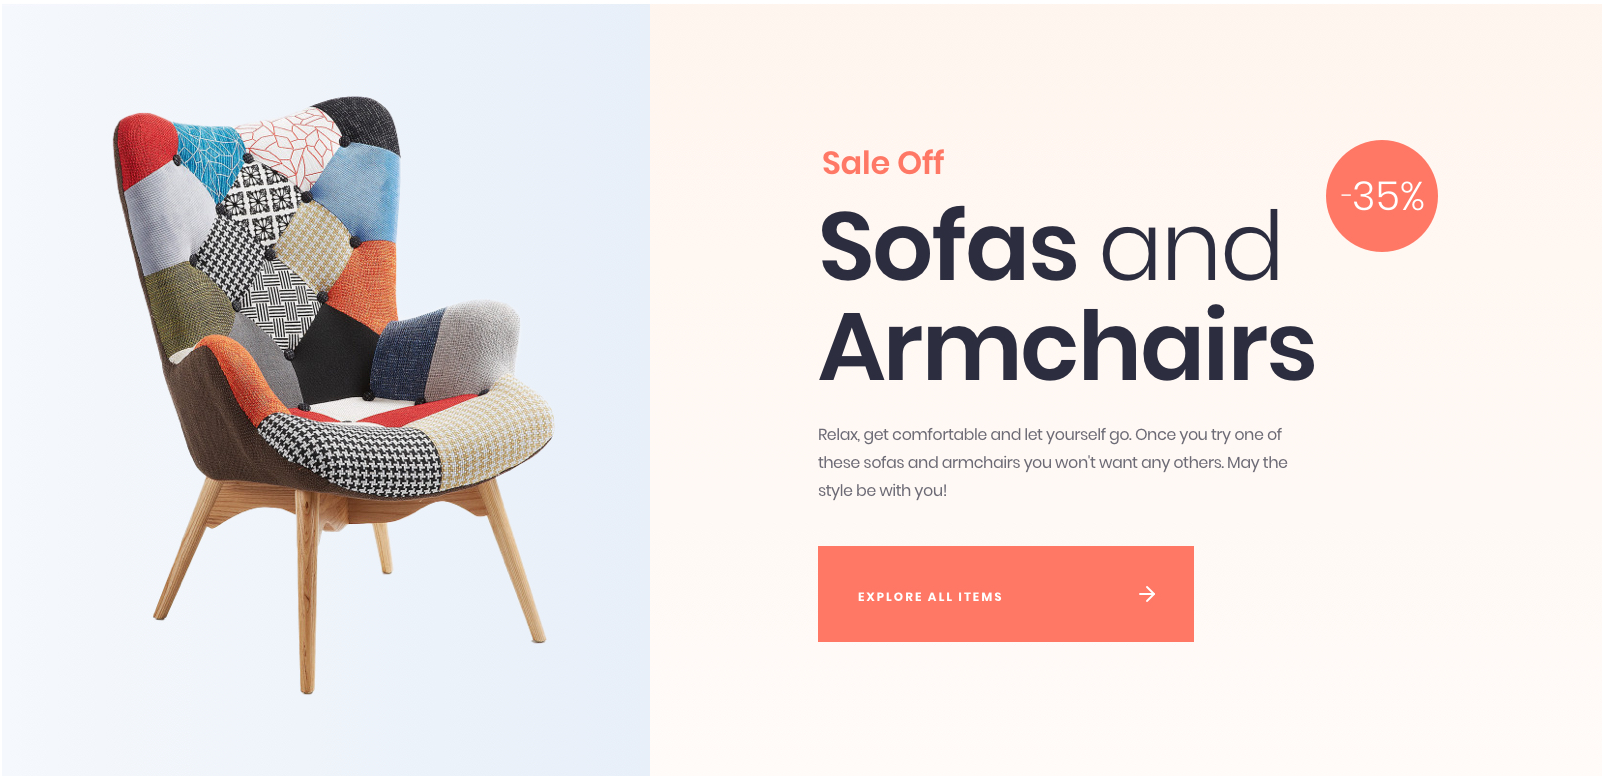 Sale Off
-35%
Sofas and
Armchairs
Relax, get comfortable and let yourself go. Once you try one of
these sofas and armchairs you won't want any others. May the
style be with you!
EXPLORE ALL ITEMS